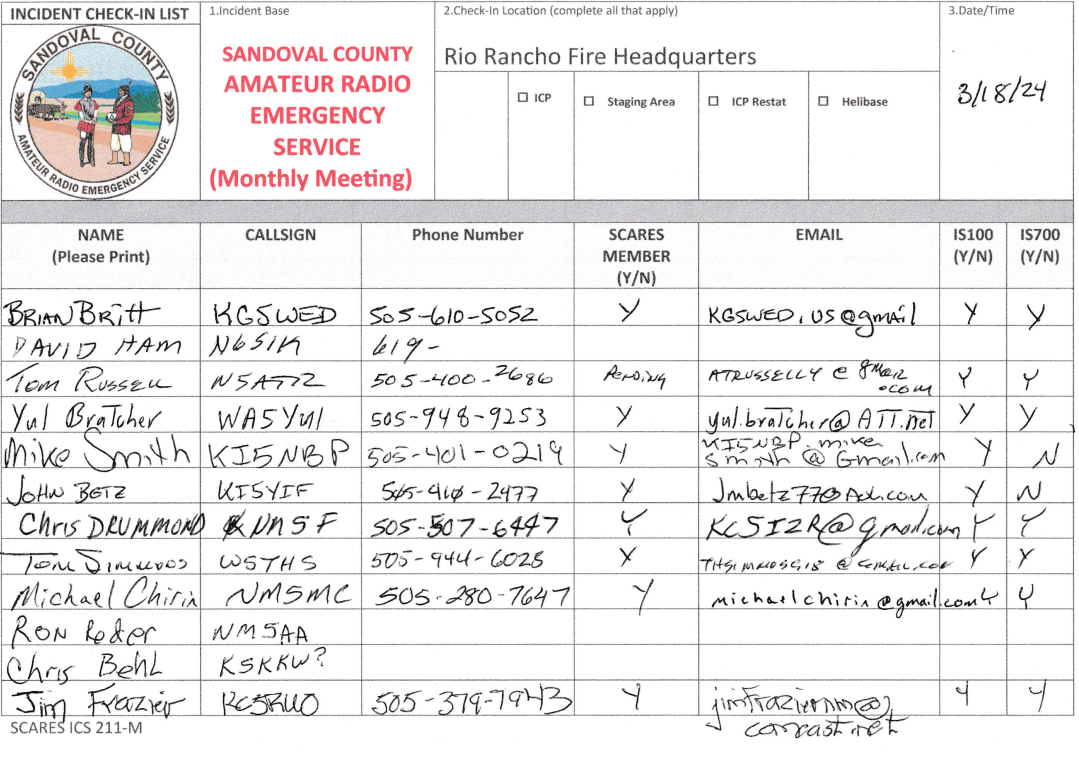 INCIDENT CHECK-IN LIST
SANDOVAL COUNTY
AMATEUR RADIO EMERGENCY SERVICE
1.Incident Base
SANDOVAL COUNTY
AMATEUR RADIO
EMERGENCY
SERVICE
(Monthly Meeting)
2.Check-In Location (complete all that apply)
Rio Rancho Fire Headquarters
☐ ICP ☐ Staging Area ☐ ICP Restat ☐ Helibase
3.Date/Time
3/18/24
NAME CALLSIGN Phone Number SCARES EMAIL IS100 IS700
(Please Print) MEMBER (Y/N) (Y/N)
(Y/N)
BRIAN BRITT KG5WED 505-610-5052 Y KG5WED.US@gmail Y Y
DAVID HAM N6SIK 619-
Tom Russell N5ATZ 505-400-2686 Pending Y Y
Yul Bratcher WA5YUl 505-948-9253 Y yul.bratcher@ATT.net Y Y
Mike Smith KI5NBP 505-401-0219 Y KI5NBP.mike Y N
Smith @ Gmail.com
JOHN BETZ KI5YIF 2477 Y Jmbetz77@Aol.com Y N
Chris DRUMMOND NM5F 505-507-6447 Y KC5IZR@gmail.com Y Y
Tom Simmons W5THS 505-944-6028 Y Y Y
Michael Chirin NM5MC 505-280-7647 Y michaelchirin@gmail.com Y Y
RON Reder NM5AA
Chris Behl K5KKW?
Jim Frazier KC5RUO 505-379-7943 Y jimfraziernm@ Y Y
comcast.net
SCARES ICS 211-M